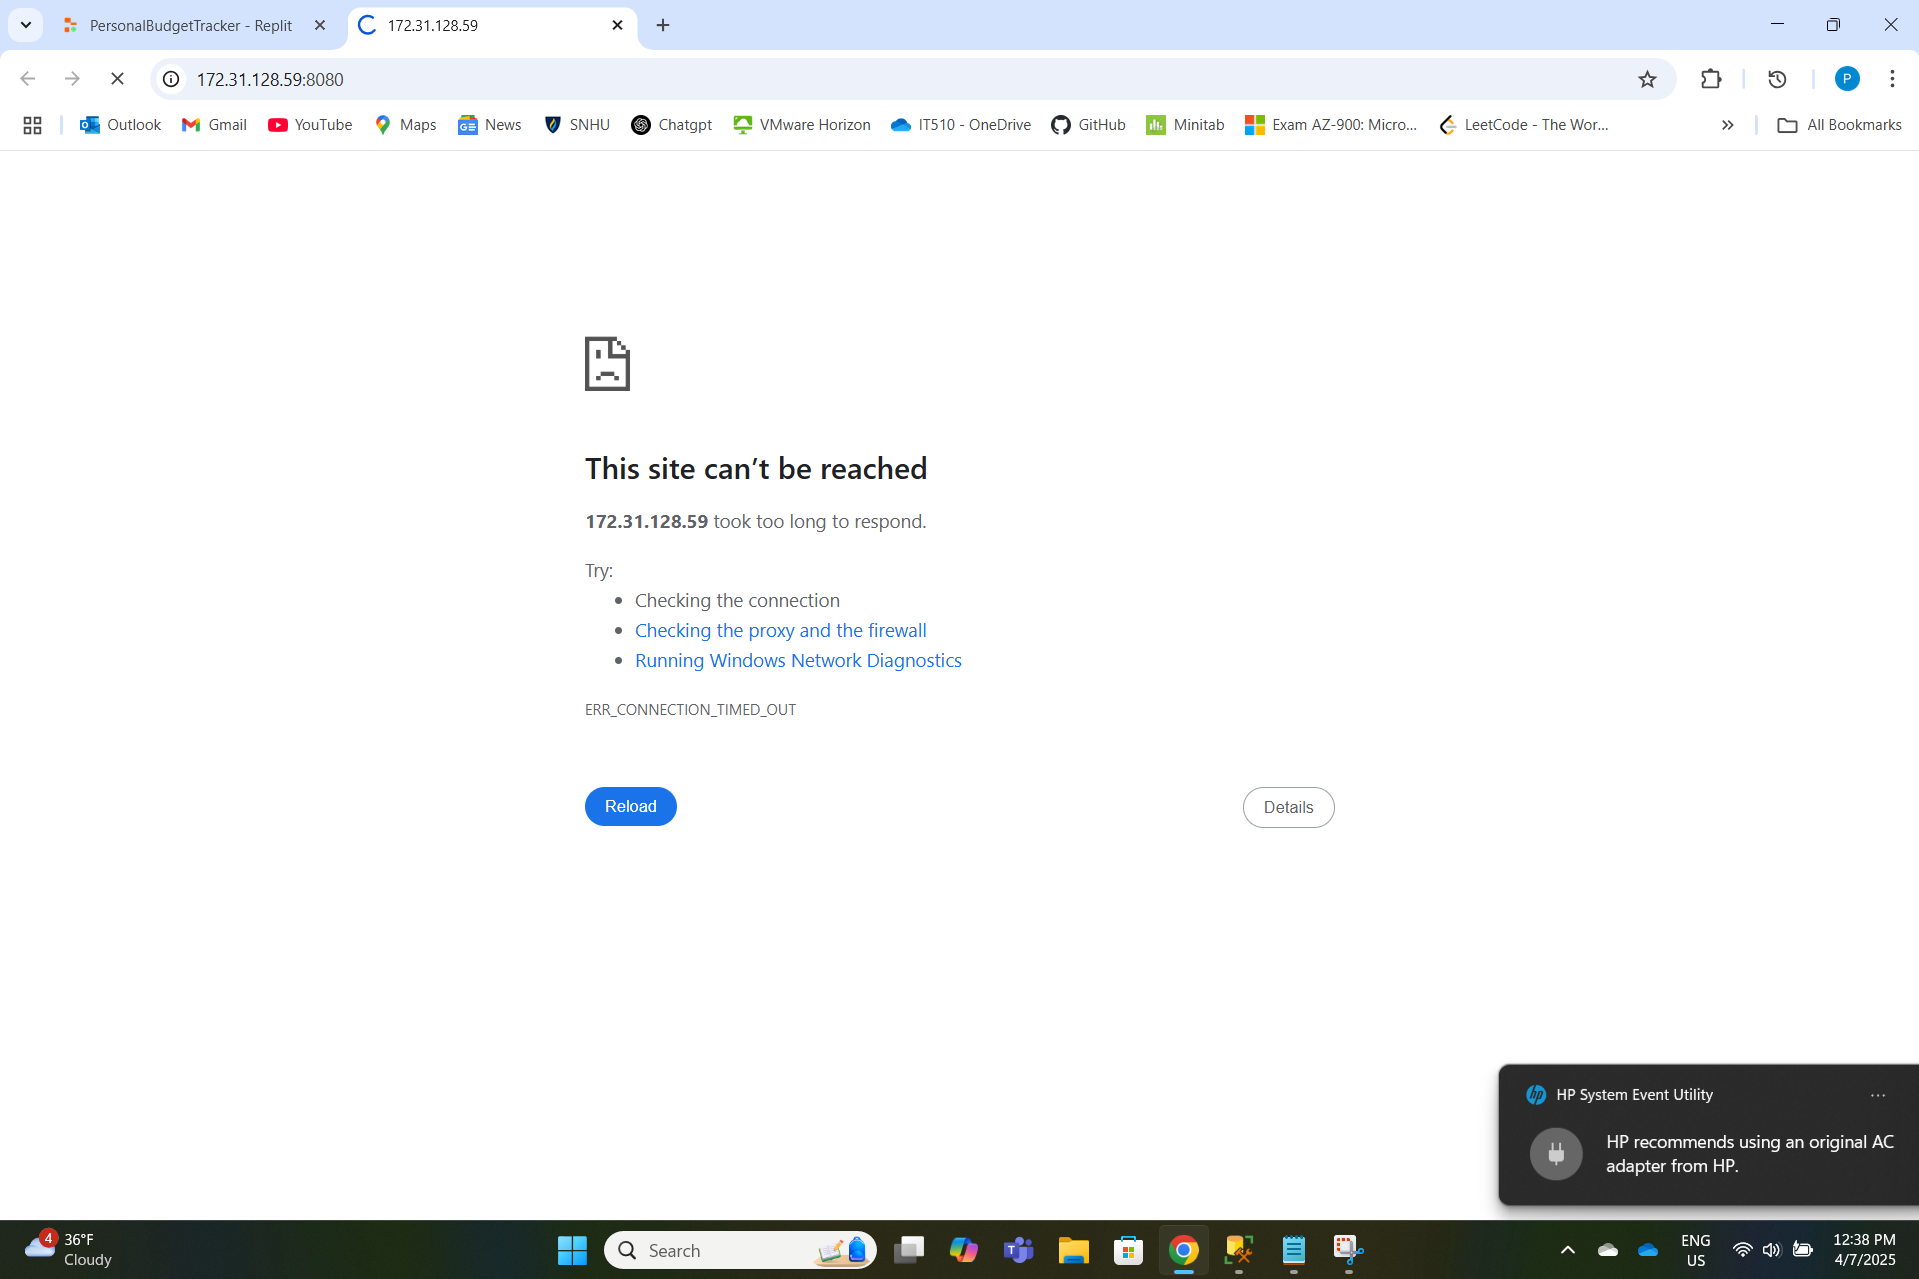 PersonalBudgetTracker - Replit
172.31.128.59
172.31.128.59:8080
P
Outlook
Gmail
YouTube
Maps
News
SNHU
Chatgpt
VMware Horizon
IT510 - OneDrive
GitHub
Minitab
Exam AZ-900: Micro...
LeetCode - The Wor...
All Bookmarks
This site can’t be reached
172.31.128.59 took too long to respond.
Try:
Checking the connection
Checking the proxy and the firewall
Running Windows Network Diagnostics
ERR_CONNECTION_TIMED_OUT
Reload
Details
HP System Event Utility
HP recommends using an original AC
adapter from HP.
4
36°F
Cloudy
Search
ENG
US
12:38 PM
4/7/2025